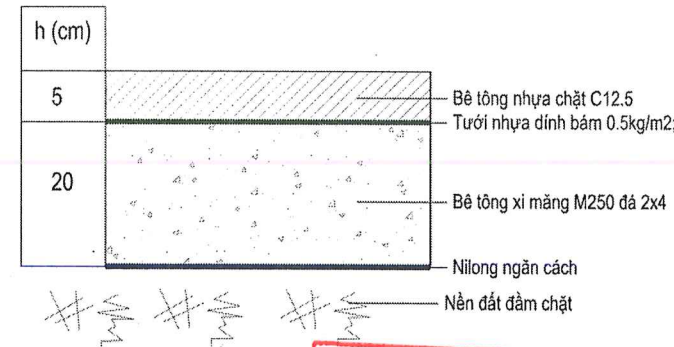 h (cm)
5
Bê tông nhựa chặt C12.5
Tưới nhựa dính bám 0.5kg/m2;
20
Bê tông xi măng M250 đá 2x4
Nilong ngăn cách
Nền đất đầm chặt